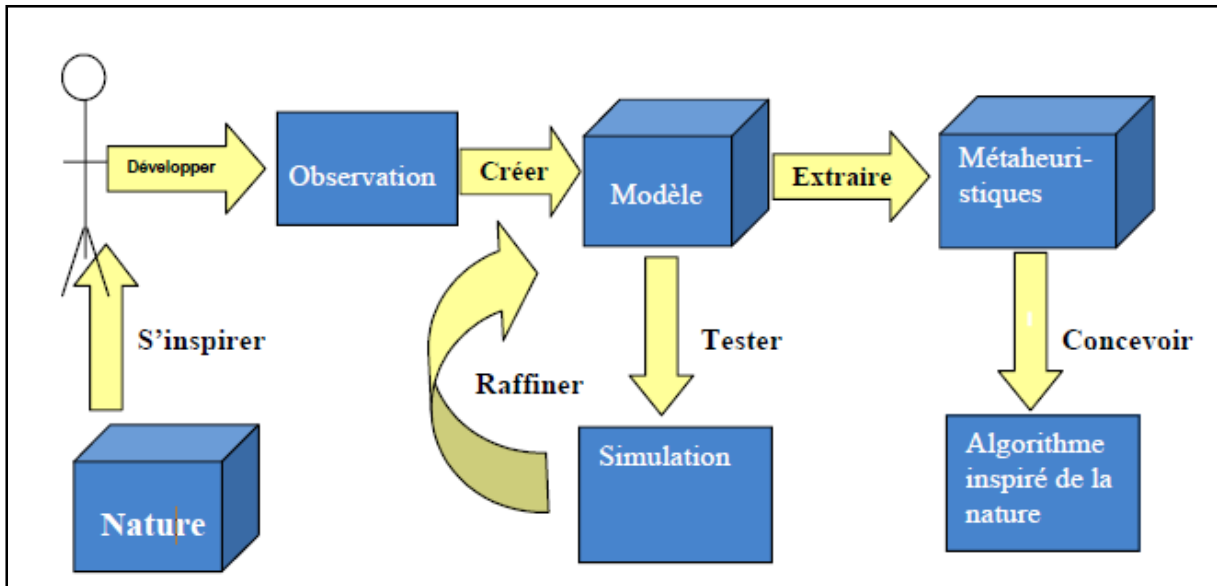 Développer
Observation
Créer
Modèle
Extraire
Métaheuri-
stiques
S’inspirer
Raffiner
Tester
Concevoir
Nature
Simulation
Algorithme
inspiré de la
nature